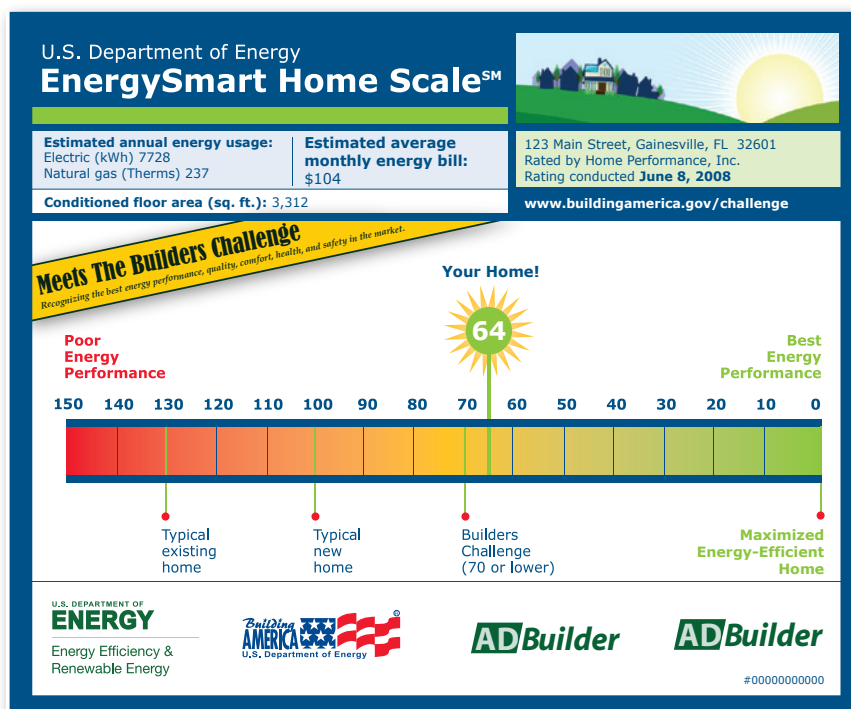 U.S. Department of Energy
EnergySmart Home Scale℠
Estimated annual energy usage:
Electric (kWh) 7728
Natural gas (Therms) 237
Estimated average
monthly energy bill:
$104
Conditioned floor area (sq. ft.): 3,312
123 Main Street, Gainesville, FL  32601
Rated by Home Performance, Inc.
Rating conducted June 8, 2008
www.buildingamerica.gov/challenge
Meets The Builders Challenge
Recognizing the best energy performance, quality, comfort, health, and safety in the market.
Your Home!
64
Poor
Energy
Performance
Best
Energy
Performance
150 140 130 120 110 100 90 80 70 60 50 40 30 20 10 0
Typical
existing
home
Typical
new
home
Builders
Challenge
(70 or lower)
Maximized
Energy-Efficient
Home
U.S. DEPARTMENT OF
ENERGY
Energy Efficiency &
Renewable Energy
Building
AMERICA
®
U.S. Department of Energy
ADBuilder
ADBuilder
#00000000000